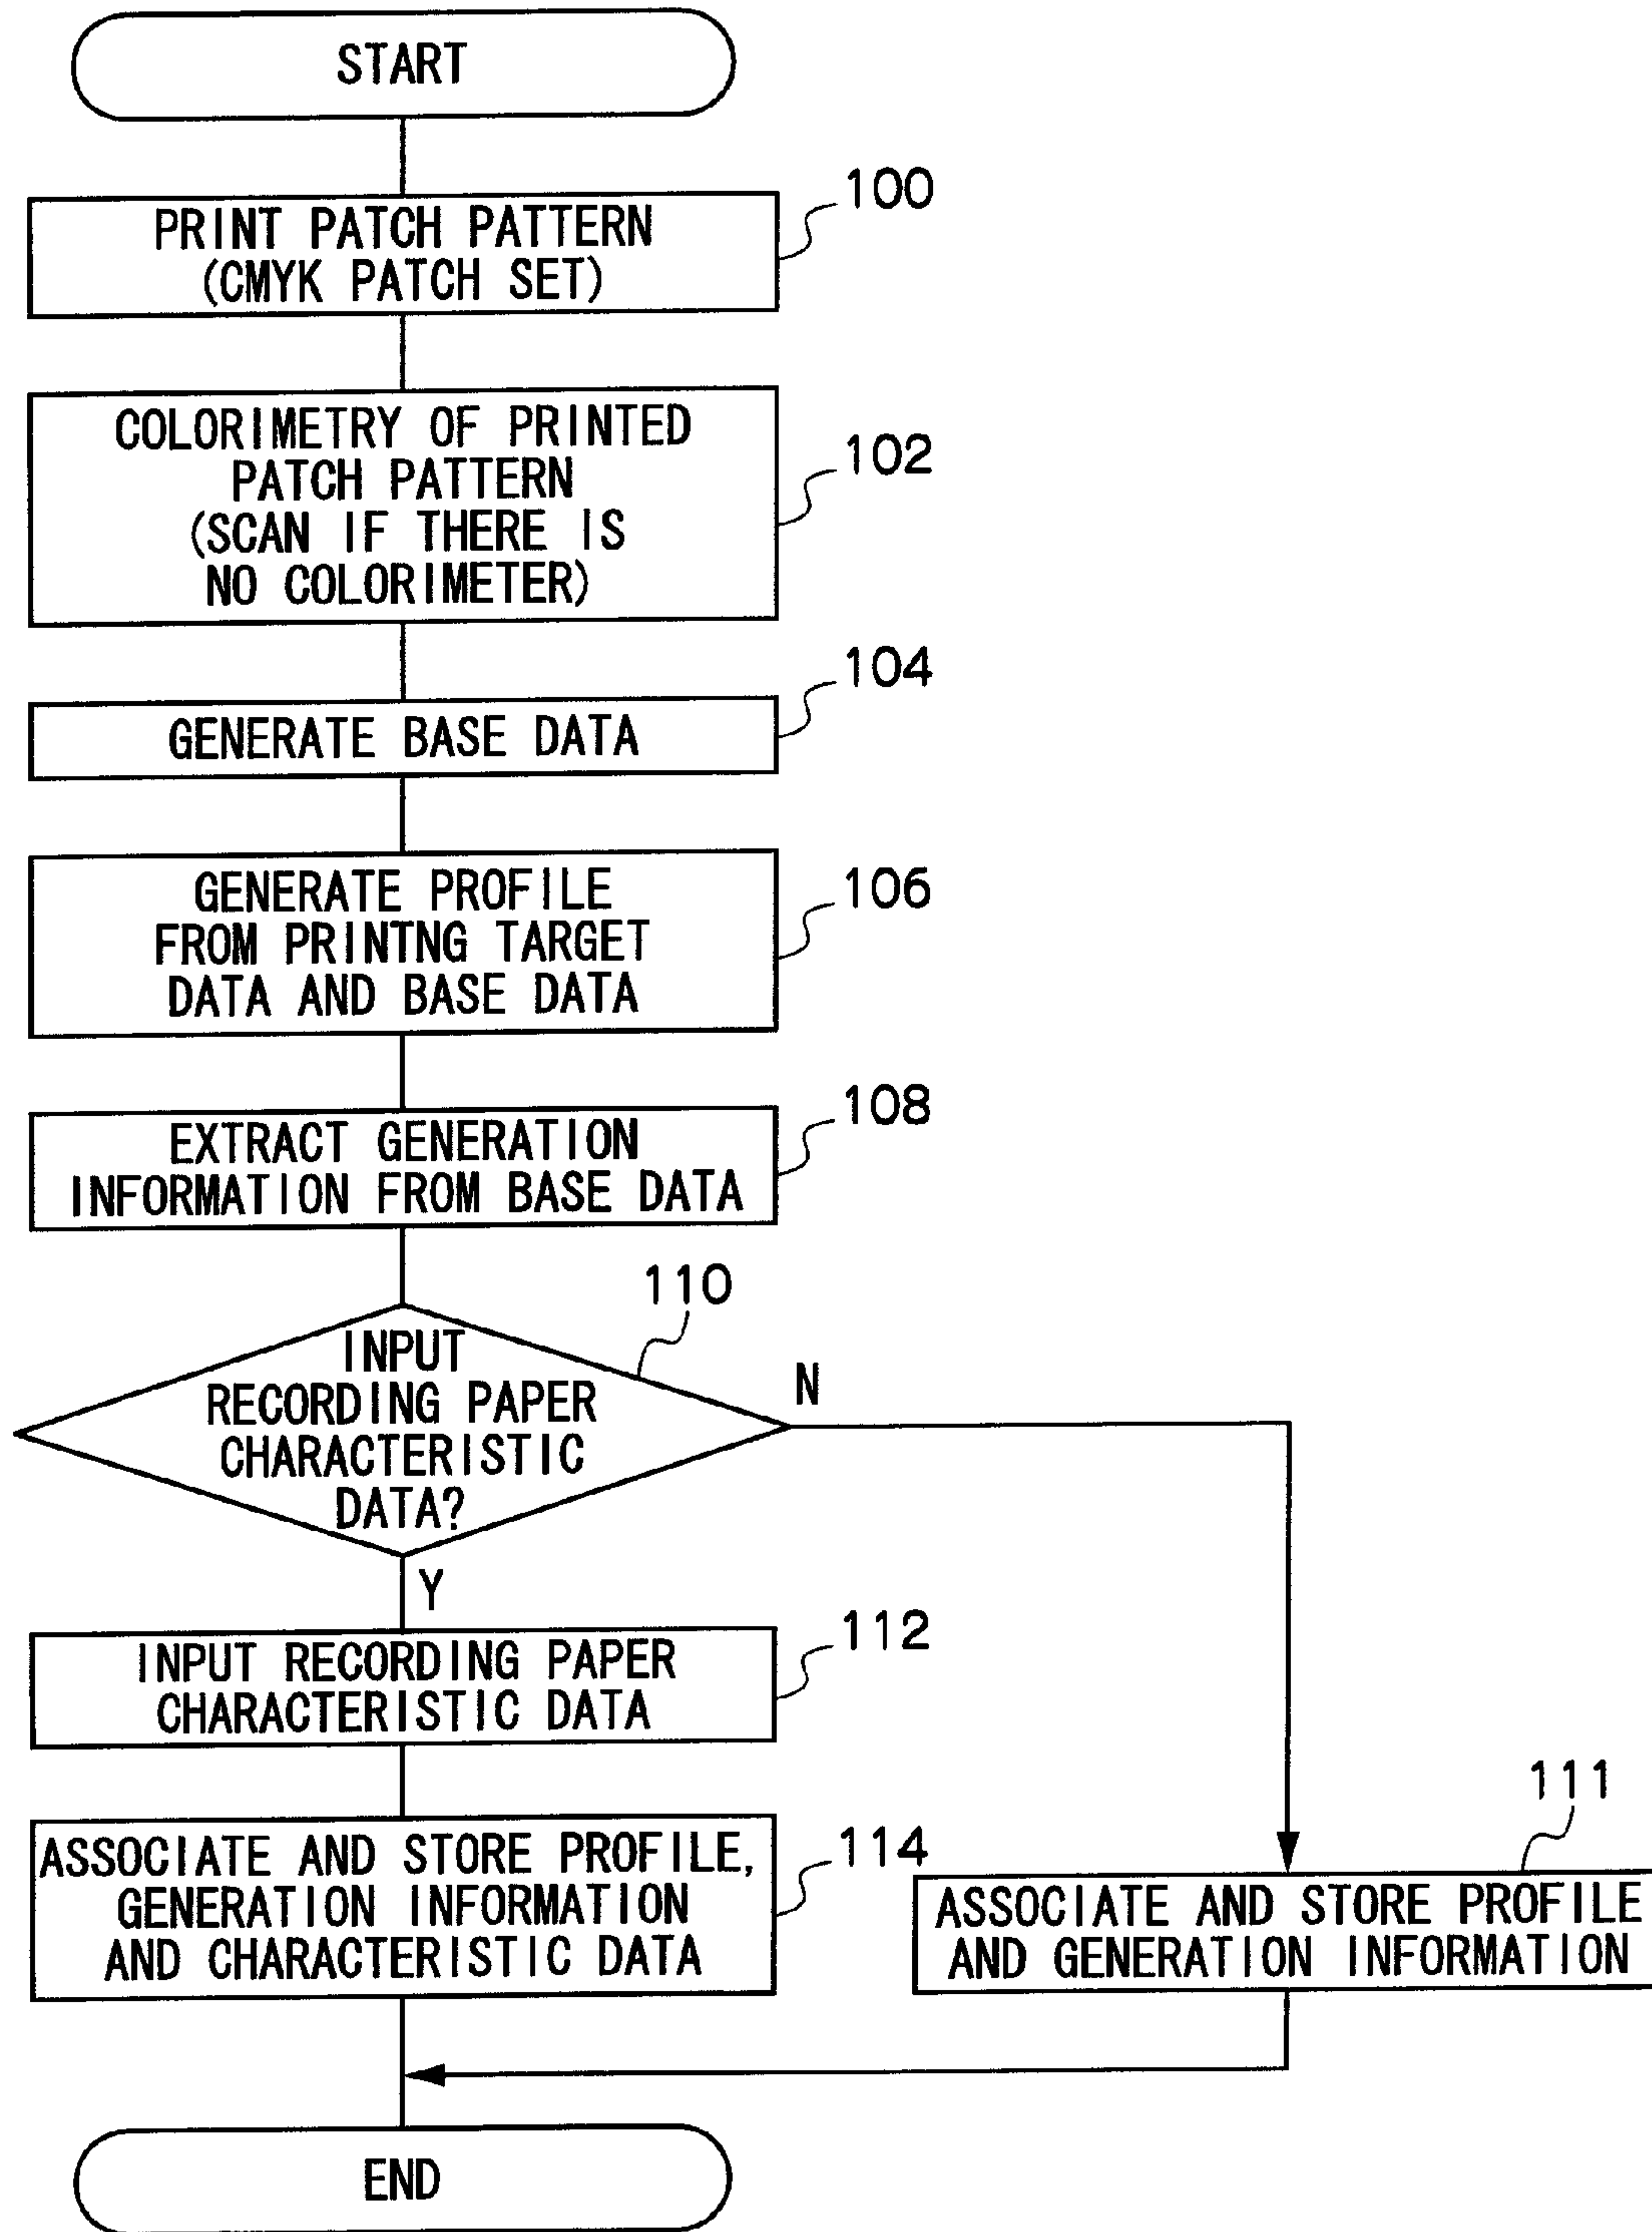 START
100
PRINT PATCH PATTERN
(CMYK PATCH SET)
102
COLORIMETRY OF PRINTED
PATCH PATTERN
(SCAN IF THERE IS
NO COLORIMETER)
104
GENERATE BASE DATA
106
GENERATE PROFILE
FROM PRINTNG TARGET
DATA AND BASE DATA
108
EXTRACT GENERATION
INFORMATION FROM BASE DATA
110
INPUT
RECORDING PAPER
CHARACTERISTIC
DATA?
N
Y
112
INPUT RECORDING PAPER
CHARACTERISTIC DATA
114
ASSOCIATE AND STORE PROFILE,
GENERATION INFORMATION
AND CHARACTERISTIC DATA
111
ASSOCIATE AND STORE PROFILE
AND GENERATION INFORMATION
END